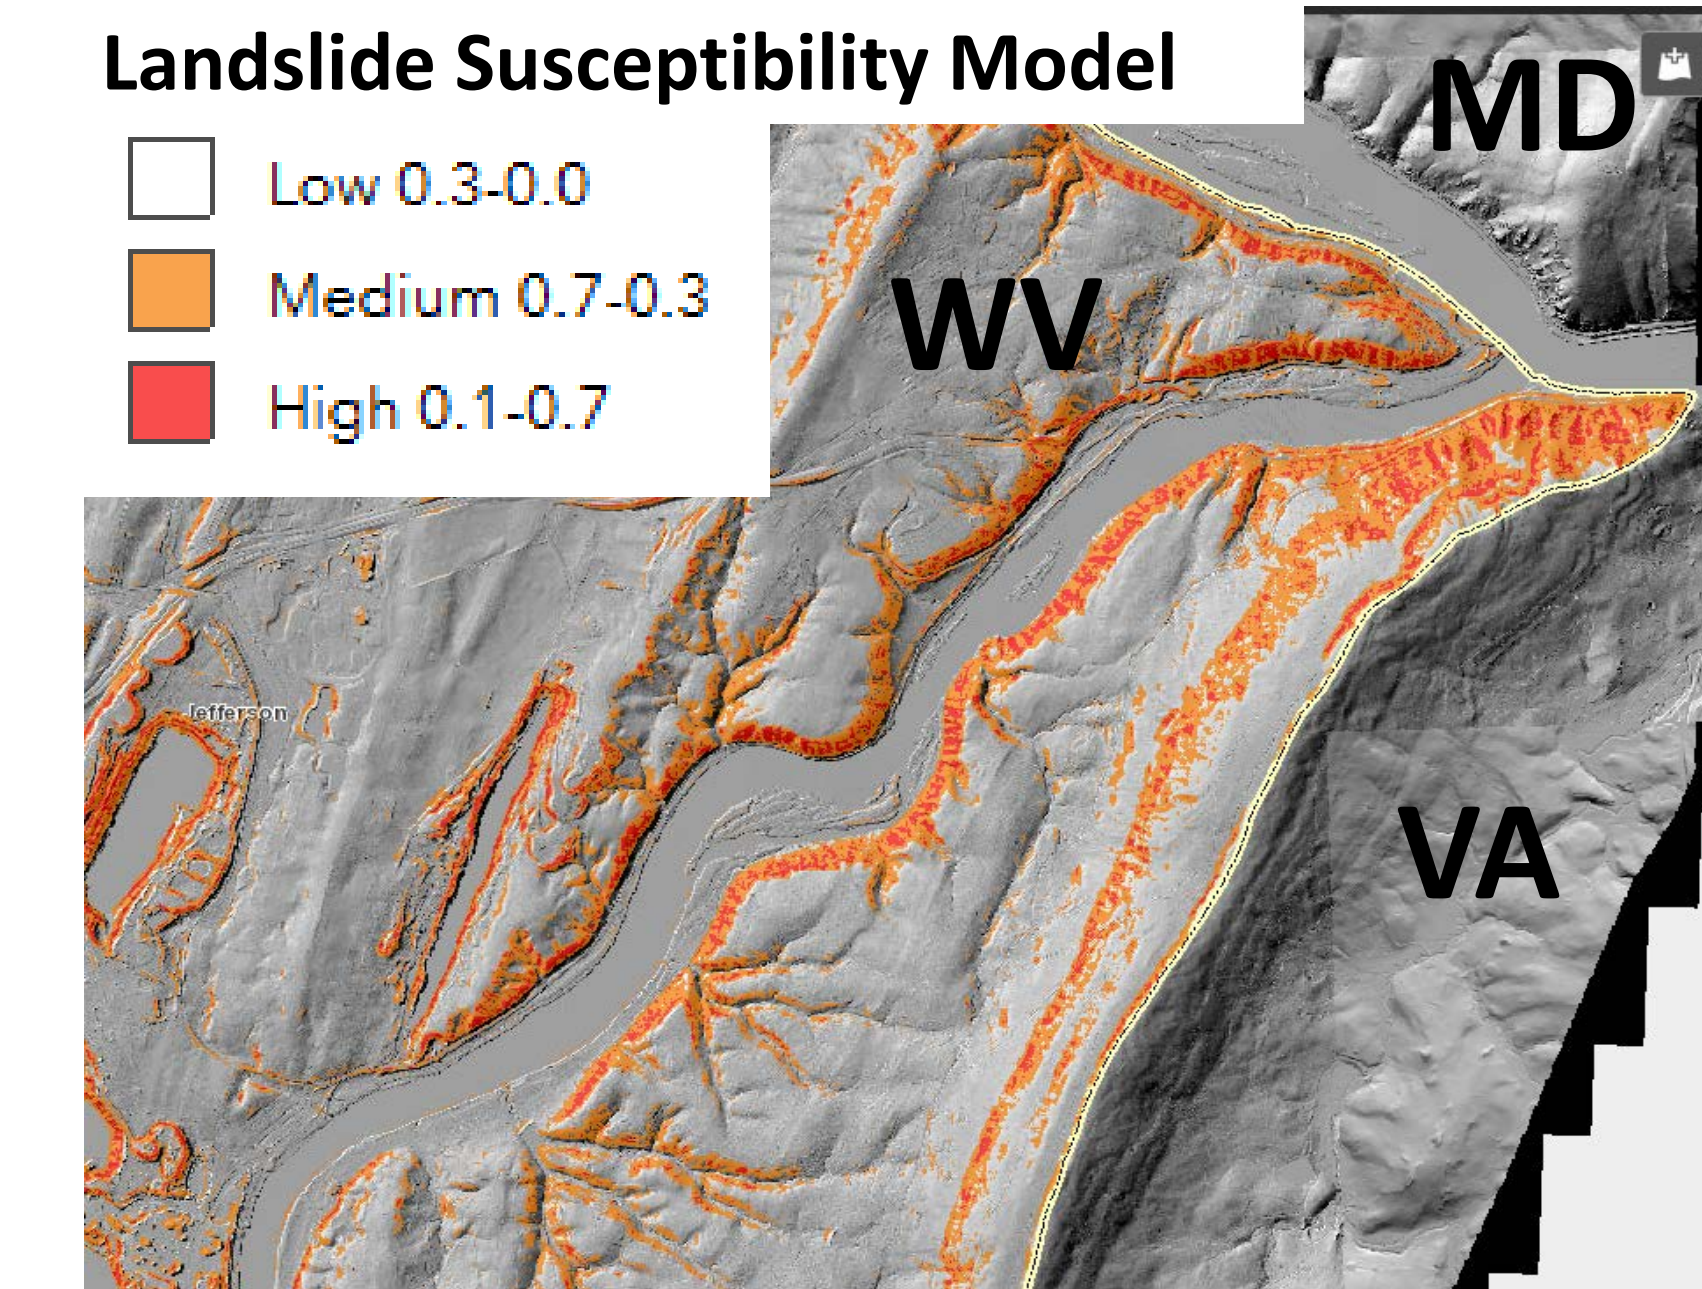 Landslide Susceptibility Model
Low 0.3-0.0
Medium 0.7-0.3
High 0.1-0.7
MD
WV
Jefferson
VA